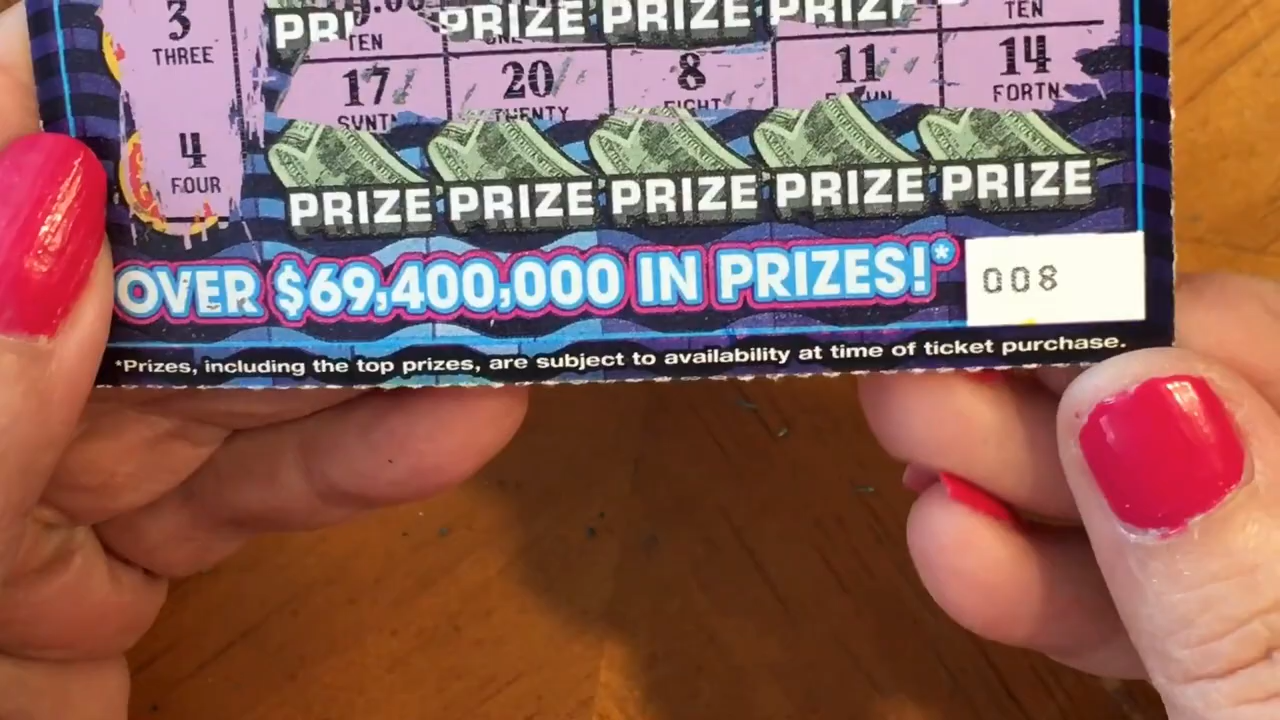 3
THREE
TEN
PRIZE PRIZE
TEN
17 20 8 11 14
FORTN
4
FOUR
PRIZE PRIZE PRIZE PRIZE PRIZE
OVER $69,400,000 IN PRIZES!*
008
*Prizes, including the top prizes, are subject to availability at time of ticket purchase.